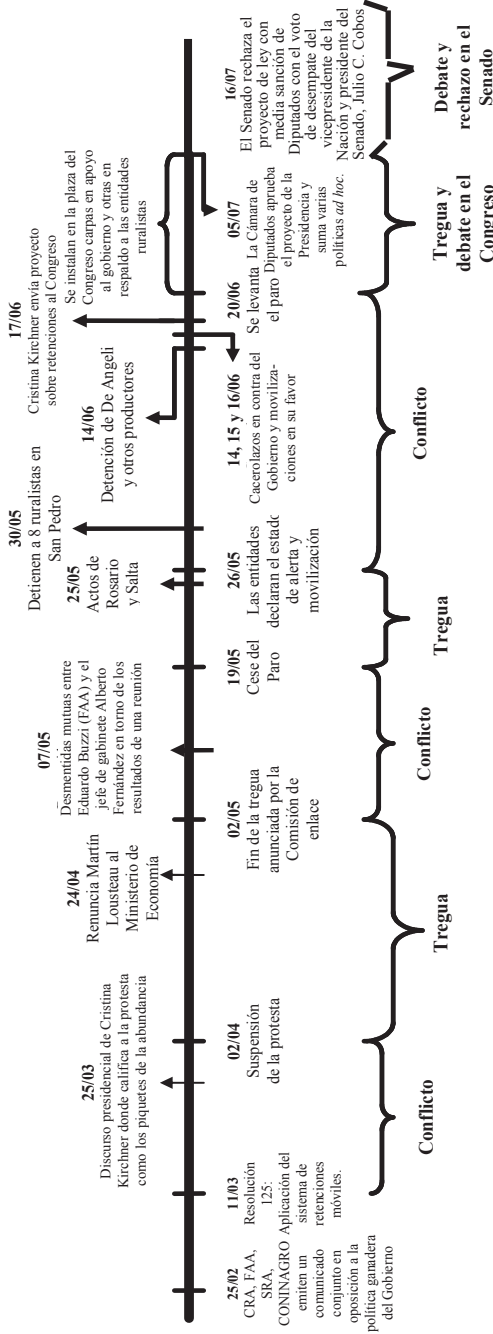 25/03
Discurso presidencial de Cristina
Kirchner donde califica a la protesta
como los piquetes de la abundancia
24/04
Renuncia Martín
Lousteau al
Ministerio de
Economía
07/05
Desmentidas mutuas entre
Eduardo Buzzi (FAA) y el
jefe de gabinete Alberto
Fernández en torno de los
resultados de una reunión
25/05
Actos de
Rosario
y Salta
30/05
Detienen a 8 ruralistas en
San Pedro
14/06
Detención de De Angeli
y otros productores
17/06
Cristina Kirchner envía proyecto
sobre retenciones al Congreso
Se instalan en la plaza del
Congreso carpas en apoyo
al gobierno y otras en
respaldo a las entidades
ruralistas
25/02
CRA, FAA,
SRA,
CONINAGRO
emiten un
comunicado
conjunto en
oposición a la
política ganadera
del Gobierno
11/03
Resolución
125:
Aplicación del
sistema de
retenciones
móviles.
02/04
Suspensión
de la protesta
02/05
Fin de la tregua
anunciada por la
Comisión de
enlace
19/05
Cese del
Paro
26/05
Las entidades
declaran el estado
de alerta y
movilización
14, 15 y 16/06
Cacerolazos en contra del
Gobierno y moviliza-
ciones en su favor
20/06
Se levanta
el paro
05/07
La Cámara de
Diputados aprueba
el proyecto de la
Presidencia y
suma varias
políticas ad hoc.
16/07
El Senado rechaza el
proyecto de ley con
media sanción de
Diputados con el voto
de desempate del
vicepresidente de la
Nación y presidente del
Senado, Julio C. Cobos
Conflicto
Tregua
Conflicto
Tregua
Conflicto
Tregua y
debate en el
Congreso
Debate y
rechazo en el
Senado